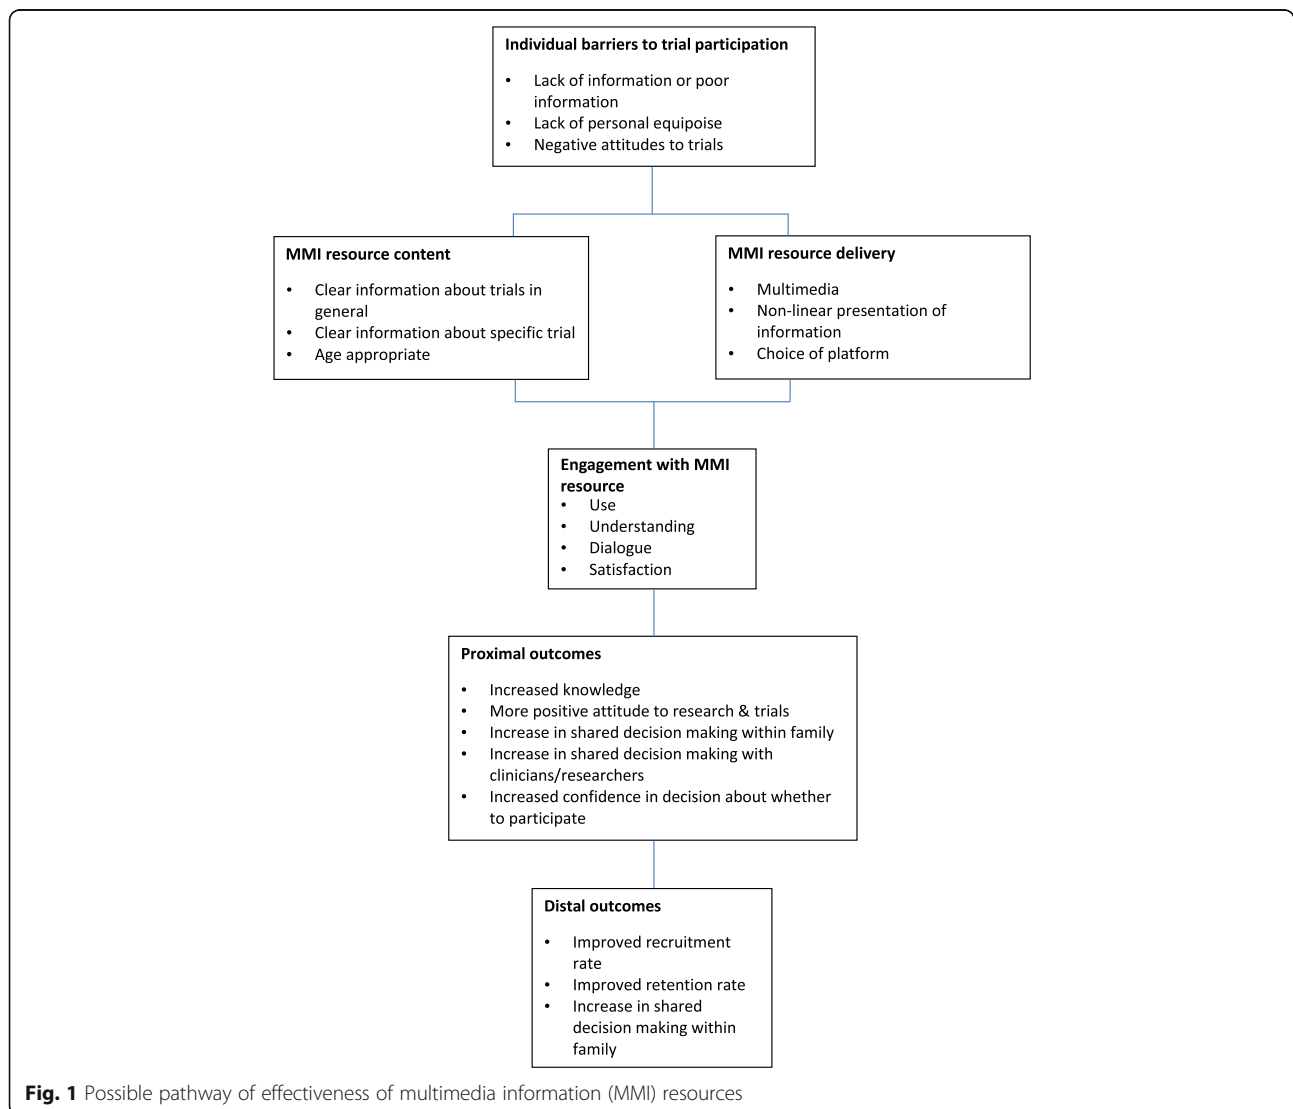 Individual barriers to trial participation
• Lack of information or poor
information
• Lack of personal equipoise
• Negative attitudes to trials
MMI resource content
• Clear information about trials in
general
• Clear information about specific trial
• Age appropriate
MMI resource delivery
• Multimedia
• Non-linear presentation of
information
• Choice of platform
Engagement with MMI
resource
• Use
• Understanding
• Dialogue
• Satisfaction
Proximal outcomes
• Increased knowledge
• More positive attitude to research & trials
• Increase in shared decision making within family
• Increase in shared decision making with
clinicians/researchers
• Increased confidence in decision about whether
to participate
Distal outcomes
• Improved recruitment
rate
• Improved retention rate
• Increase in shared
decision making within
family
Fig. 1 Possible pathway of effectiveness of multimedia information (MMI) resources